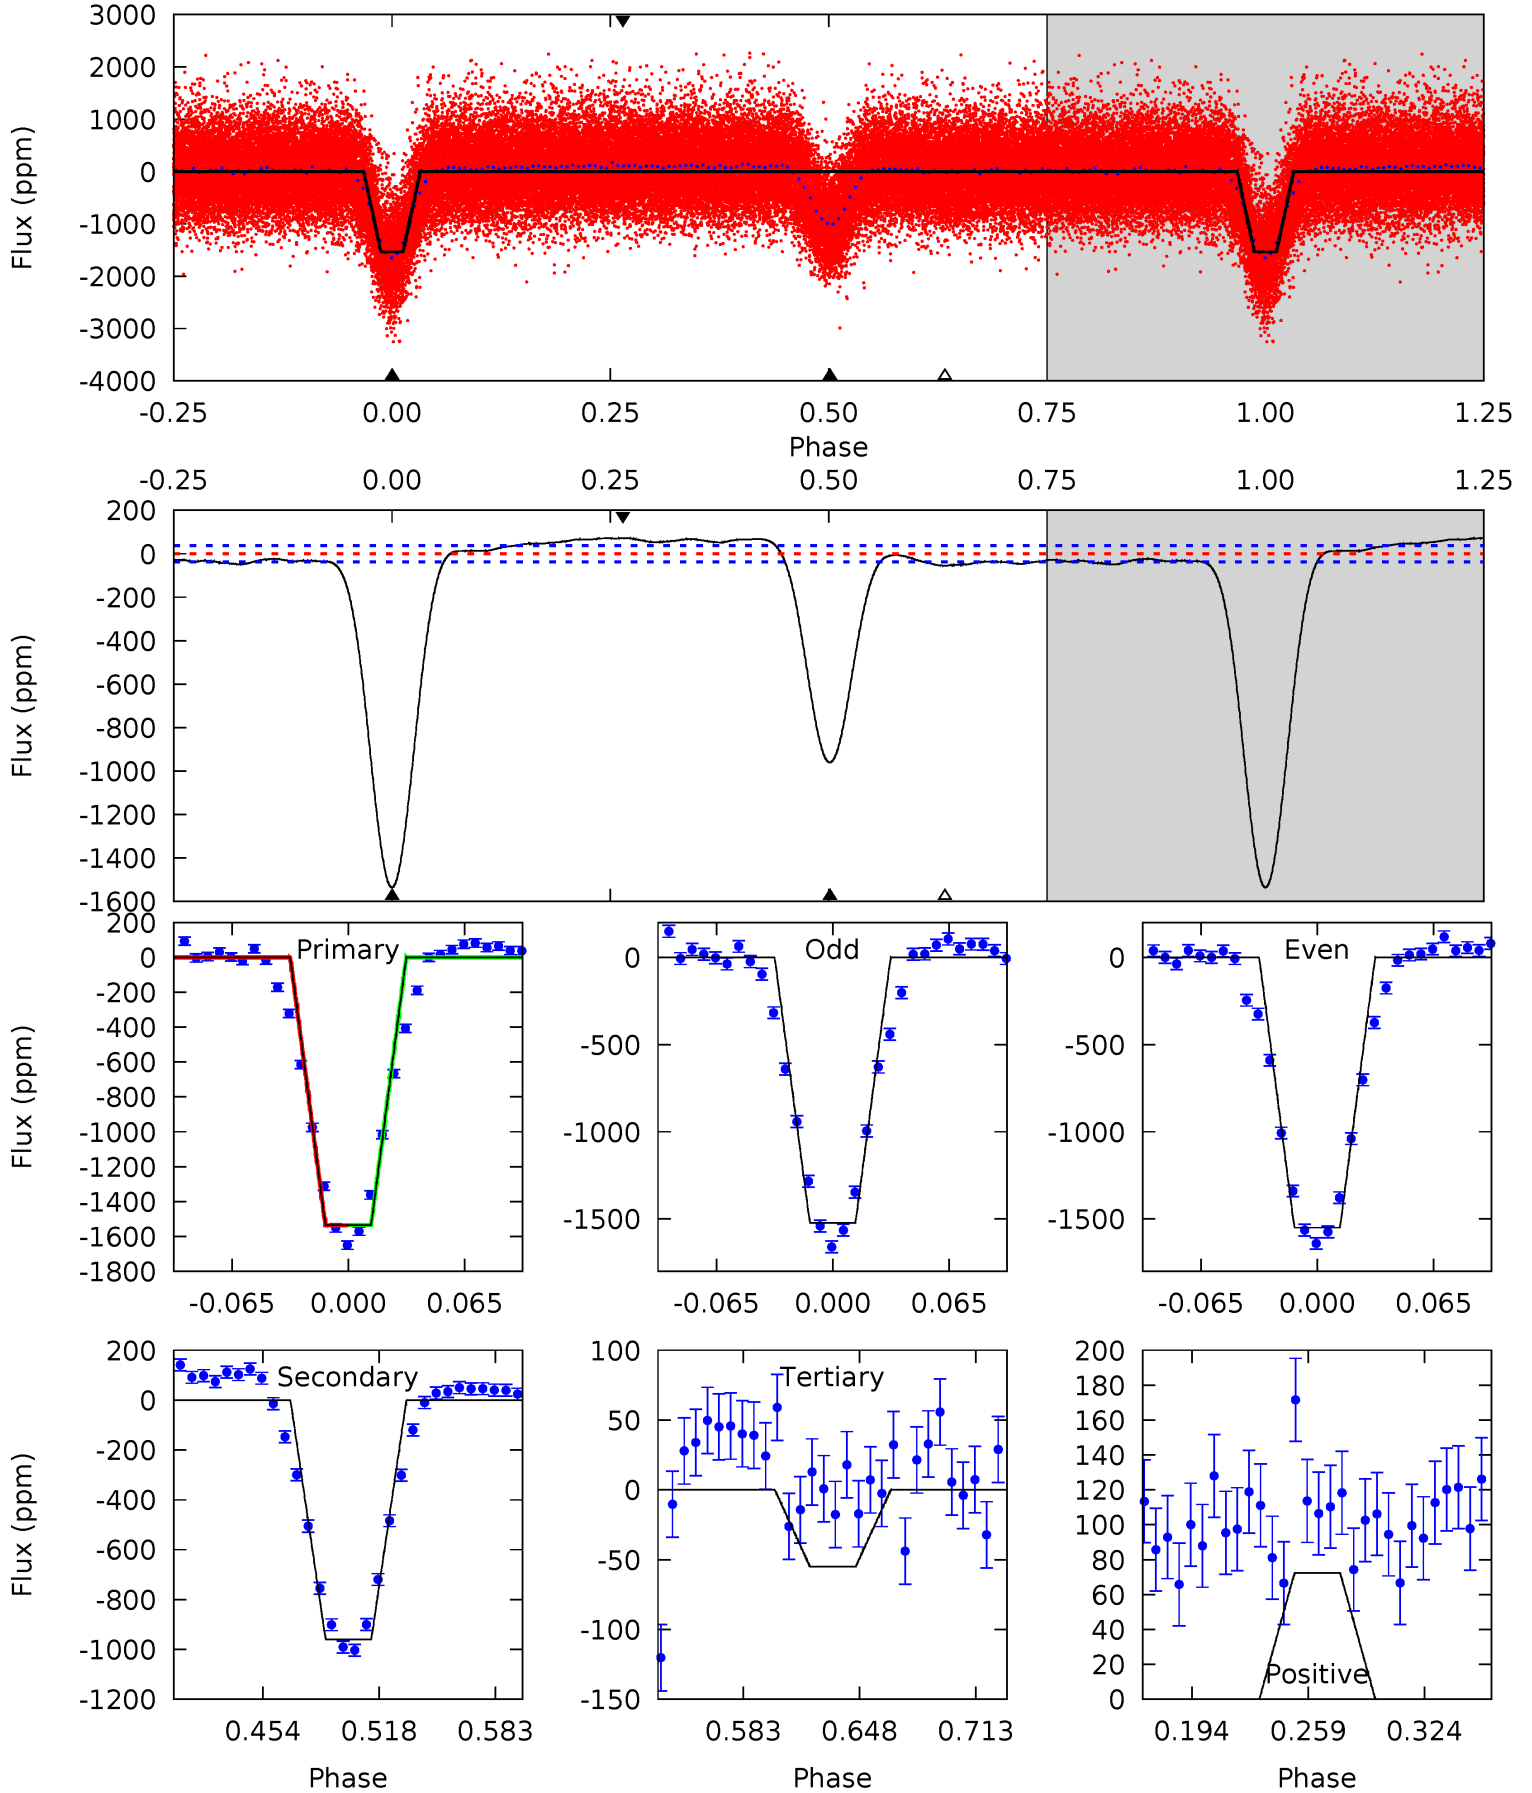 3000
2000
1000
0
-1000
-2000
-3000
-4000
Flux (ppm)
-0.25 0.00 0.25 0.50 0.75 1.00 1.25
Phase
-0.25 0.00 0.25 0.50 0.75 1.00 1.25
200
0
-200
-400
-600
-800
-1000
-1200
-1400
-1600
Flux (ppm)
Primary
200
0
-200
-400
-600
-800
-1000
-1200
-1400
-1600
-1800
Flux (ppm)
-0.065 0.000 0.065
Odd
0
-500
-1000
-1500
-0.065 0.000 0.065
Even
0
-500
-1000
-1500
-0.065 0.000 0.065
Secondary
200
0
-200
-400
-600
-800
-1000
-1200
Flux (ppm)
0.454 0.518 0.583
Phase
Tertiary
100
50
0
-50
-100
-150
0.583 0.648 0.713
Phase
200
180
160
140
120
100
80
60
40
20
0
Positive
0.194 0.259 0.324
Phase